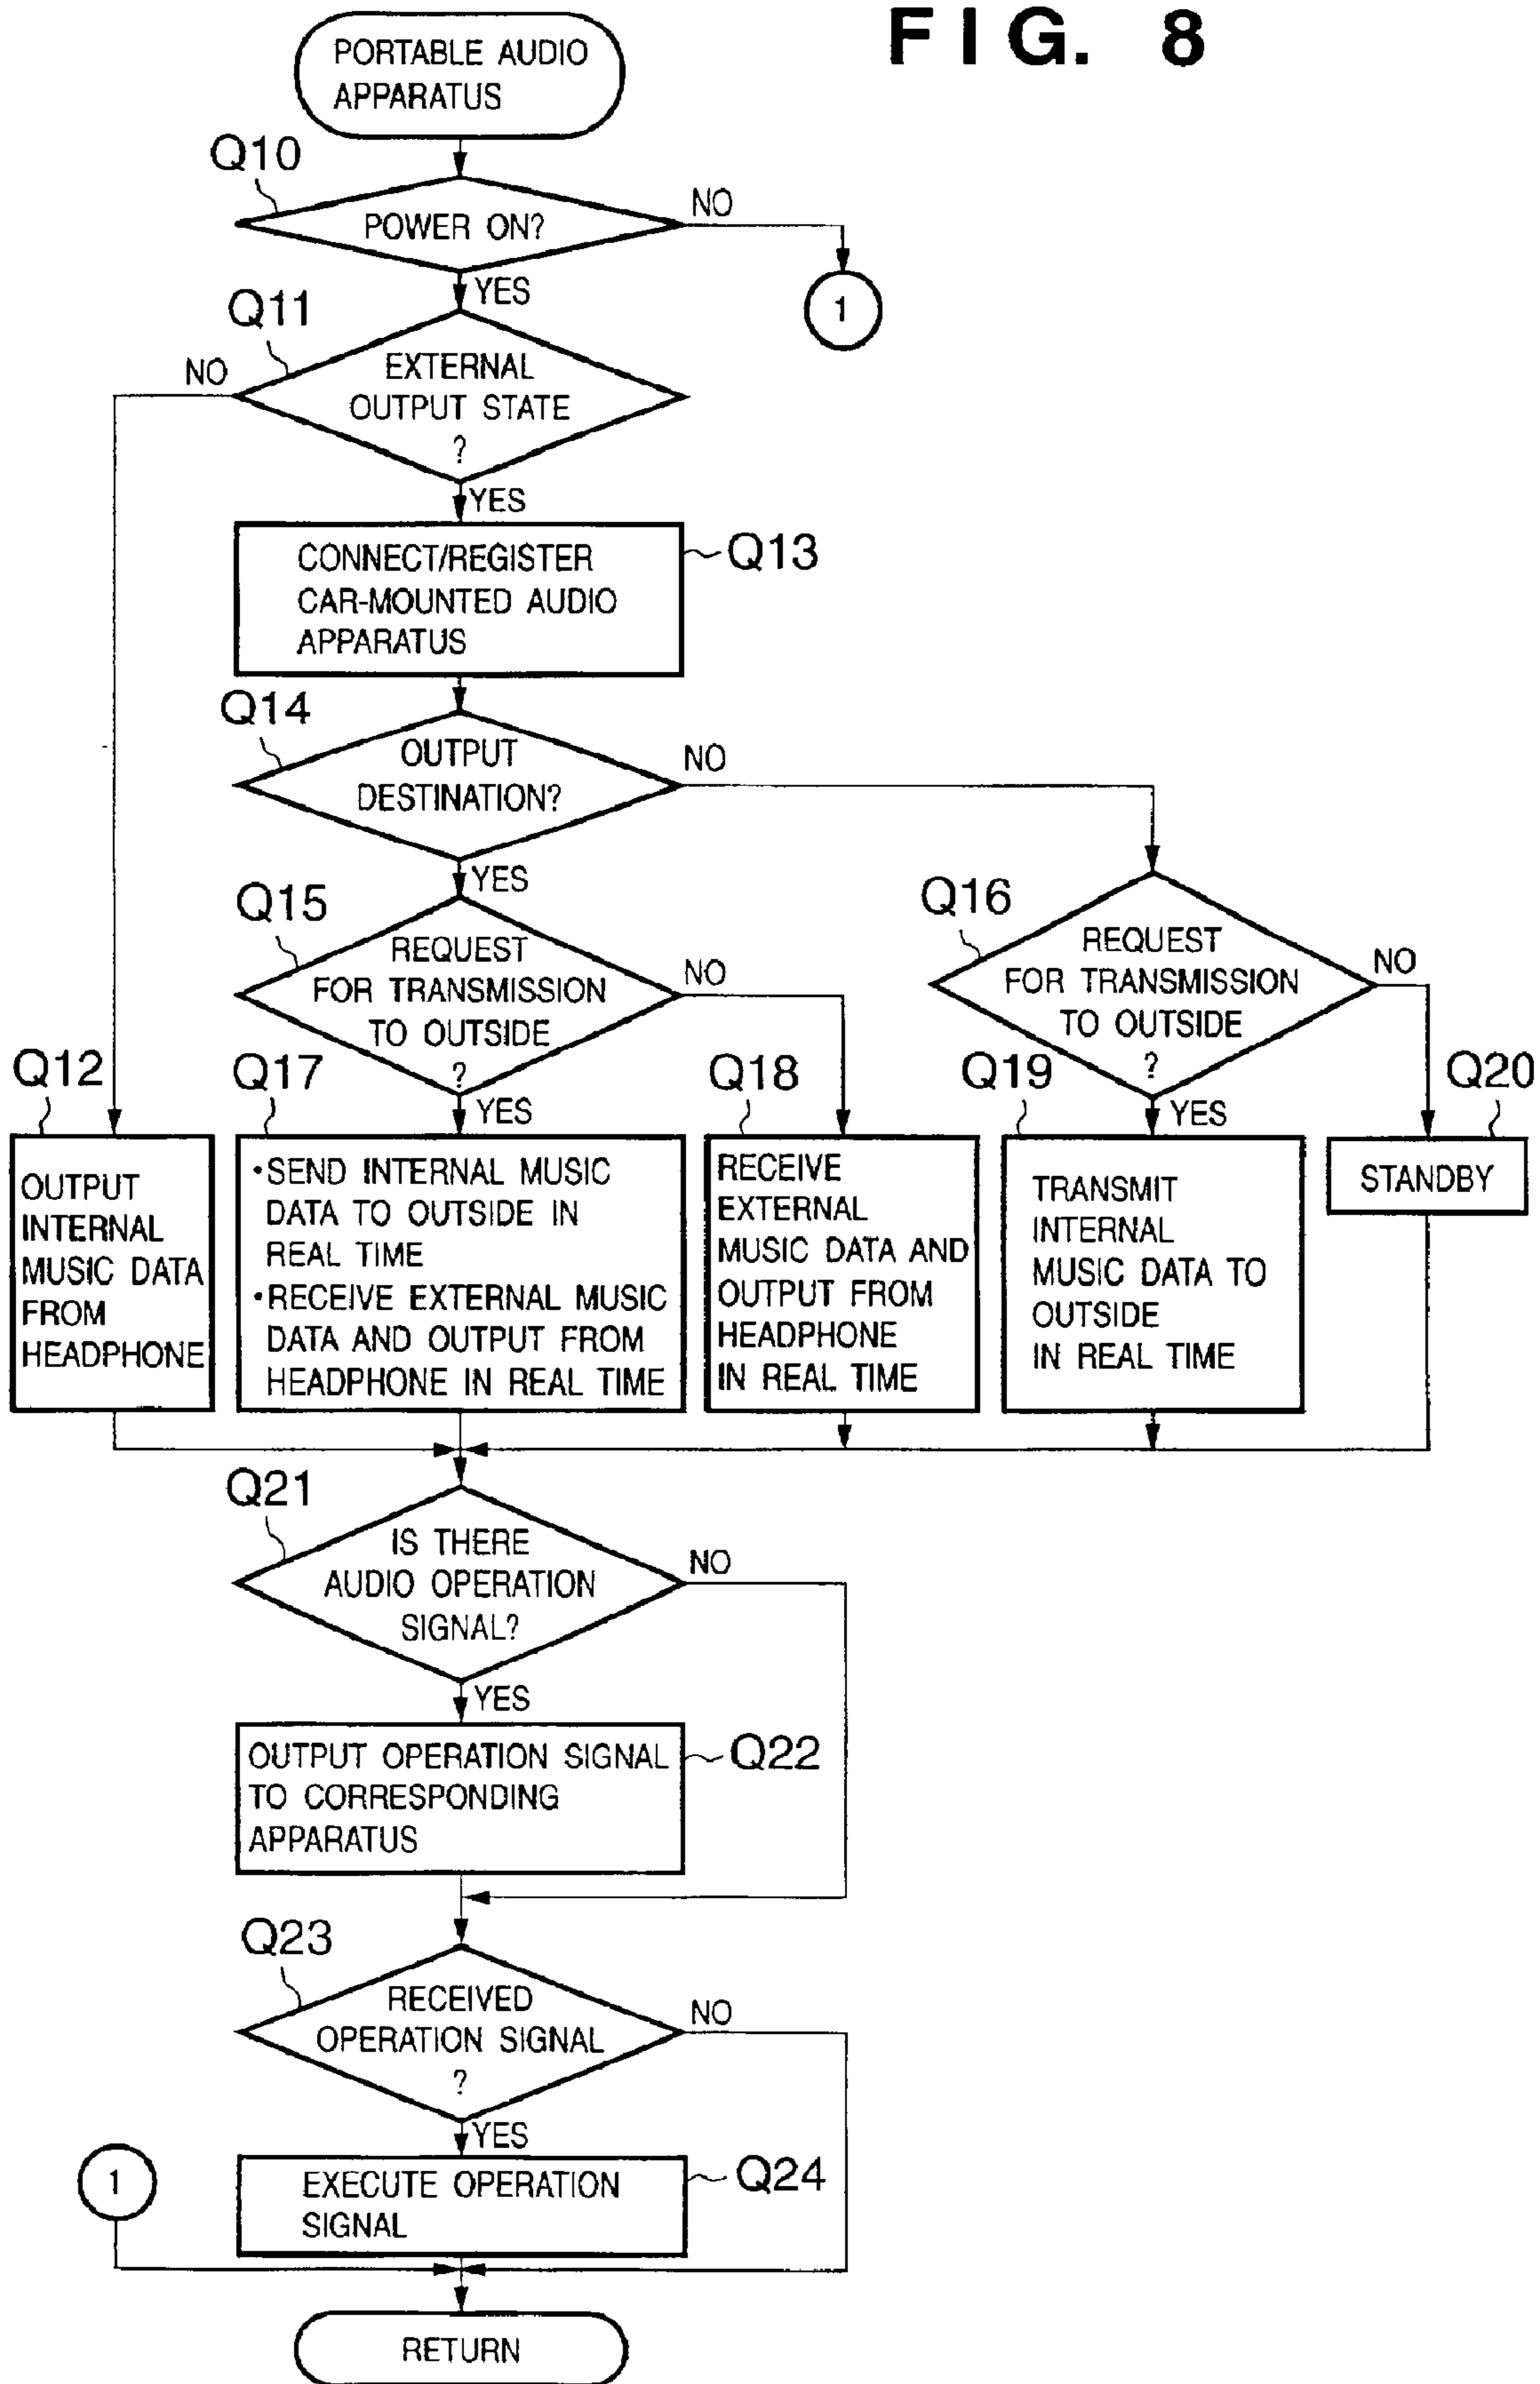 FIG. 8
PORTABLE AUDIO
APPARATUS
Q10
POWER ON?
NO
1
YES
Q11
EXTERNAL
OUTPUT STATE
?
NO
YES
CONNECT/REGISTER
CAR-MOUNTED AUDIO
APPARATUS
Q13
Q14
OUTPUT
DESTINATION?
NO
YES
Q15
REQUEST
FOR TRANSMISSION
TO OUTSIDE
?
NO
YES
Q16
REQUEST
FOR TRANSMISSION
TO OUTSIDE
?
NO
YES
Q12
OUTPUT
INTERNAL
MUSIC DATA
FROM
HEADPHONE
Q17
•SEND INTERNAL MUSIC
DATA TO OUTSIDE IN
REAL TIME
•RECEIVE EXTERNAL MUSIC
DATA AND OUTPUT FROM
HEADPHONE IN REAL TIME
Q18
RECEIVE
EXTERNAL
MUSIC DATA AND
OUTPUT FROM
HEADPHONE
IN REAL TIME
Q19
TRANSMIT
INTERNAL
MUSIC DATA TO
OUTSIDE
IN REAL TIME
Q20
STANDBY
Q21
IS THERE
AUDIO OPERATION
SIGNAL?
NO
YES
OUTPUT OPERATION SIGNAL
TO CORRESPONDING
APPARATUS
Q22
Q23
RECEIVED
OPERATION SIGNAL
?
NO
YES
1
EXECUTE OPERATION
SIGNAL
Q24
RETURN